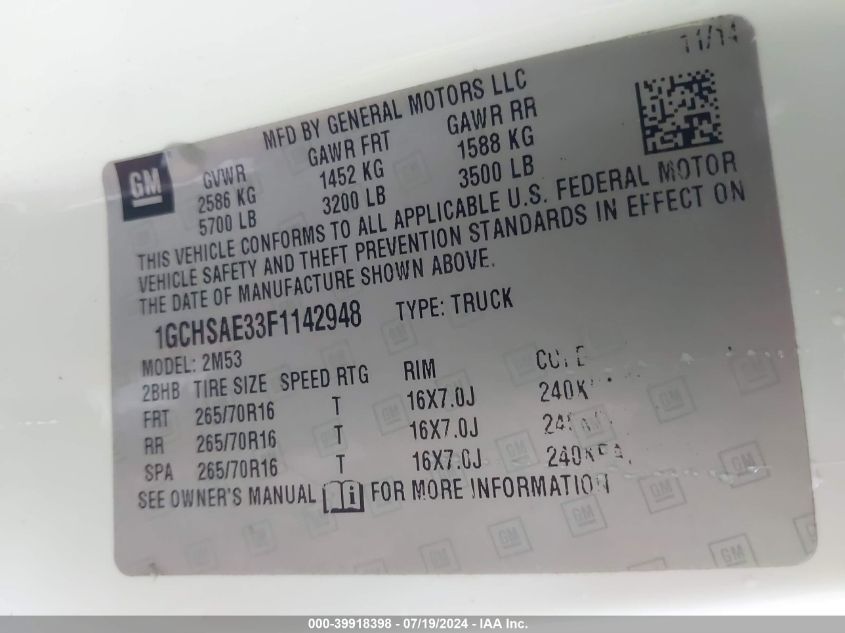 11/14
MFD BY GENERAL MOTORS LLC
GM
GVWR GAWR FRT GAWR RR
2586 KG 1452 KG 1588 KG
5700 LB 3200 LB 3500 LB
THIS VEHICLE CONFORMS TO ALL APPLICABLE U.S. FEDERAL MOTOR
VEHICLE SAFETY AND THEFT PREVENTION STANDARDS IN EFFECT ON
THE DATE OF MANUFACTURE SHOWN ABOVE.
1GCHSAE33F1142948 TYPE: TRUCK
MODEL: 2M53
2BHB TIRE SIZE SPEED RTG RIM
FRT 265/70R16 T 16X7.0J
RR 265/70R16 T 16X7.0J
SPA 265/70R16 T 16X7.0J 240KPA
SEE OWNER'S MANUAL i FOR MORE INFORMATION
000-39918398 - 07/19/2024 - IAA Inc.